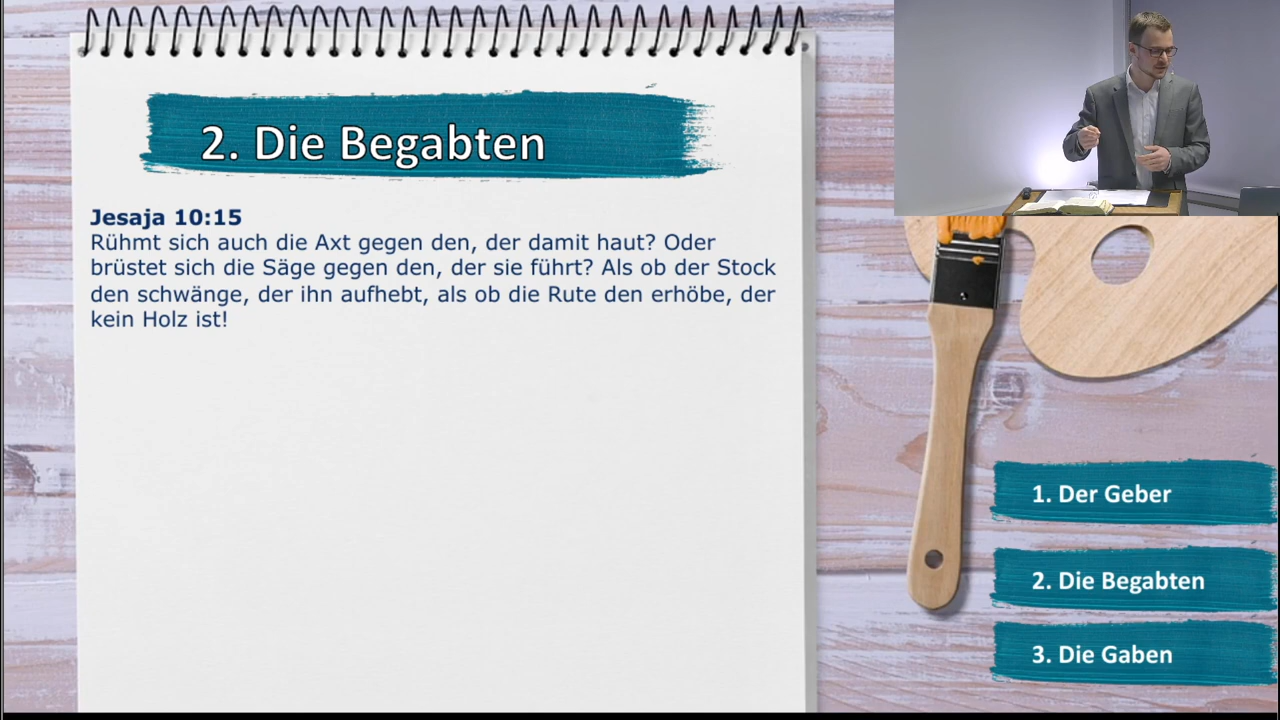 2. Die Begabten
Jesaja 10:15
Rühmt sich auch die Axt gegen den, der damit haut? Oder
brüstet sich die Säge gegen den, der sie führt? Als ob der Stock
den schwänge, der ihn aufhebt, als ob die Rute den erhöbe, der
kein Holz ist!
1. Der Geber
2. Die Begabten
3. Die Gaben